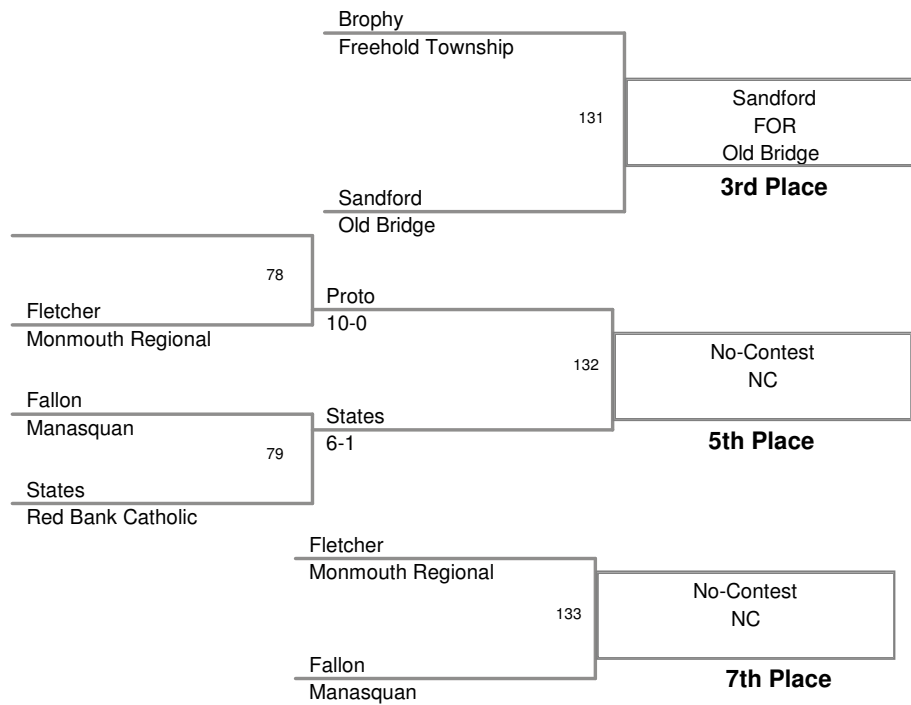 Brophy
Freehold Township
131
Sandford
FOR
Old Bridge
3rd Place
Sandford
Old Bridge
78
Fletcher
Monmouth Regional
Proto
10-0
132
No-Contest
NC
5th Place
Fallon
Manasquan
79
States
6-1
States
Red Bank Catholic
Fletcher
Monmouth Regional
133
No-Contest
NC
7th Place
Fallon
Manasquan